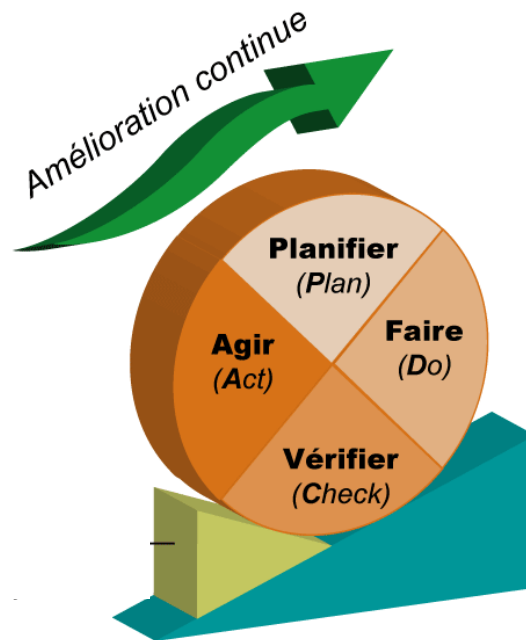 Amélioration continue
Planifier
(Plan)
Faire
(Do)
Agir
(Act)
Vérifier
(Check)